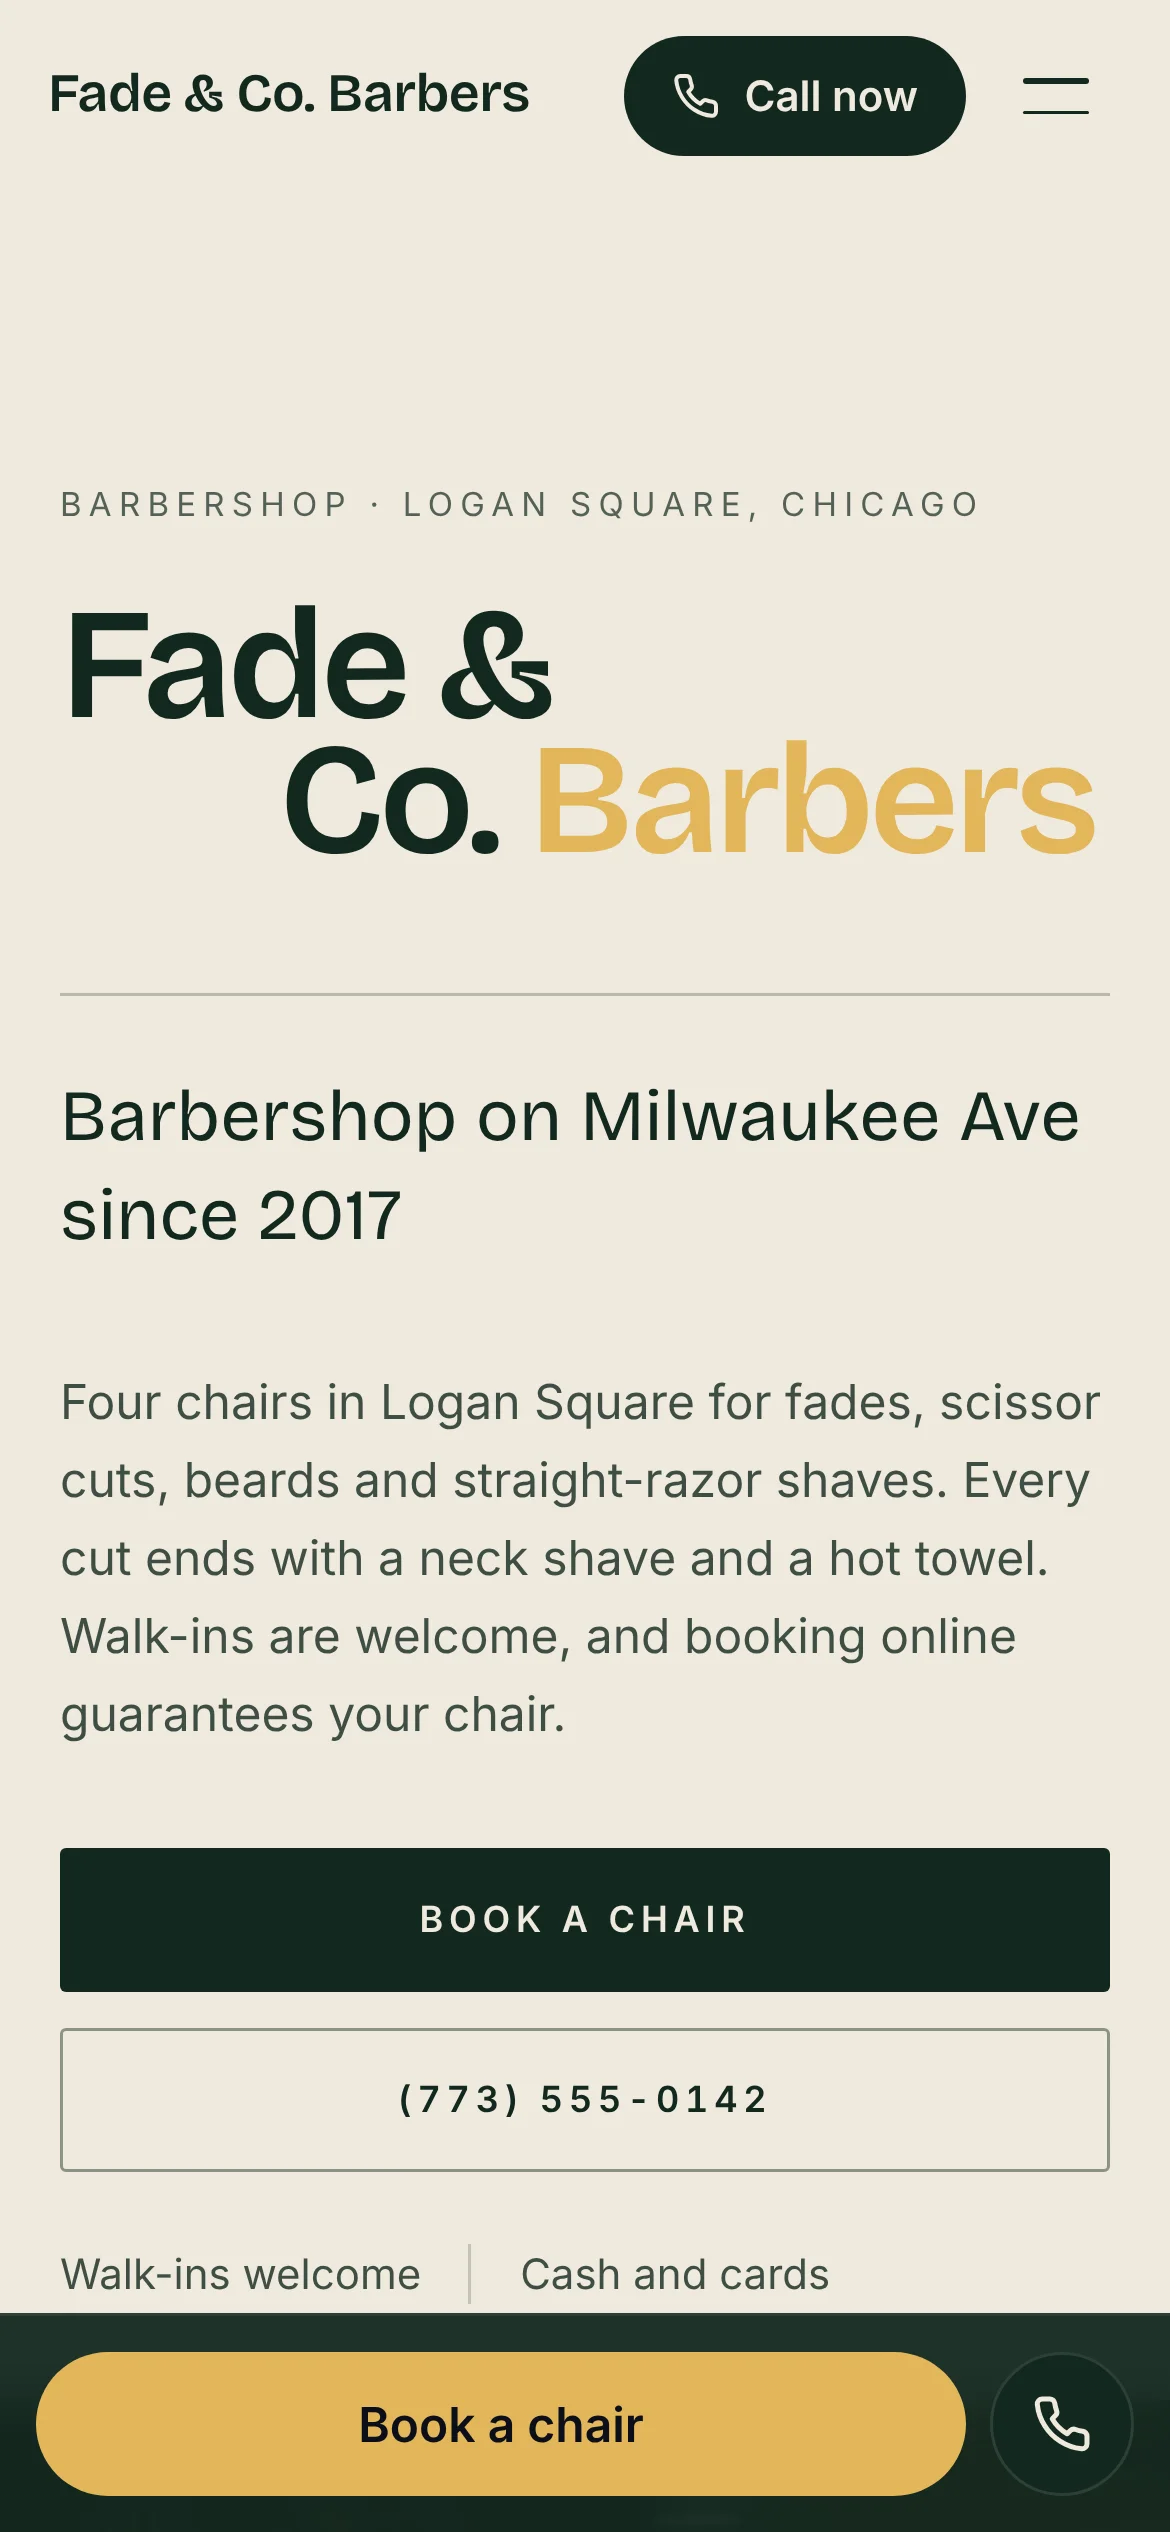 Fade & Co. Barbers
Call now
BARBERSHOP · LOGAN SQUARE, CHICAGO
Fade &
Co. Barbers
Barbershop on Milwaukee Ave
since 2017
Four chairs in Logan Square for fades, scissor
cuts, beards and straight-razor shaves. Every
cut ends with a neck shave and a hot towel.
Walk-ins are welcome, and booking online
guarantees your chair.
BOOK A CHAIR
(773) 555-0142
Walk-ins welcome
Cash and cards
Book a chair